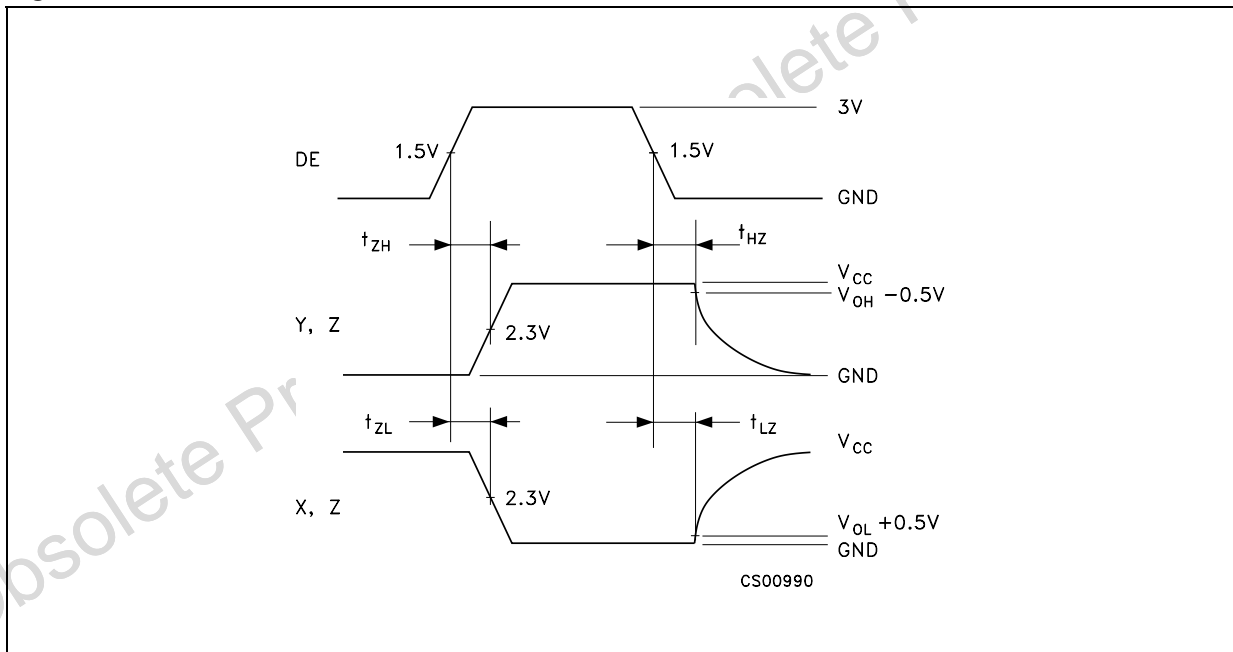 3V
1.5V
1.5V
DE
GND
tZH
tHZ
VCC
VOH −0.5V
Y, Z
2.3V
GND
tZL
tLZ
VCC
X, Z
2.3V
VOL +0.5V
GND
CS00990
Obsolete Pr
solete P